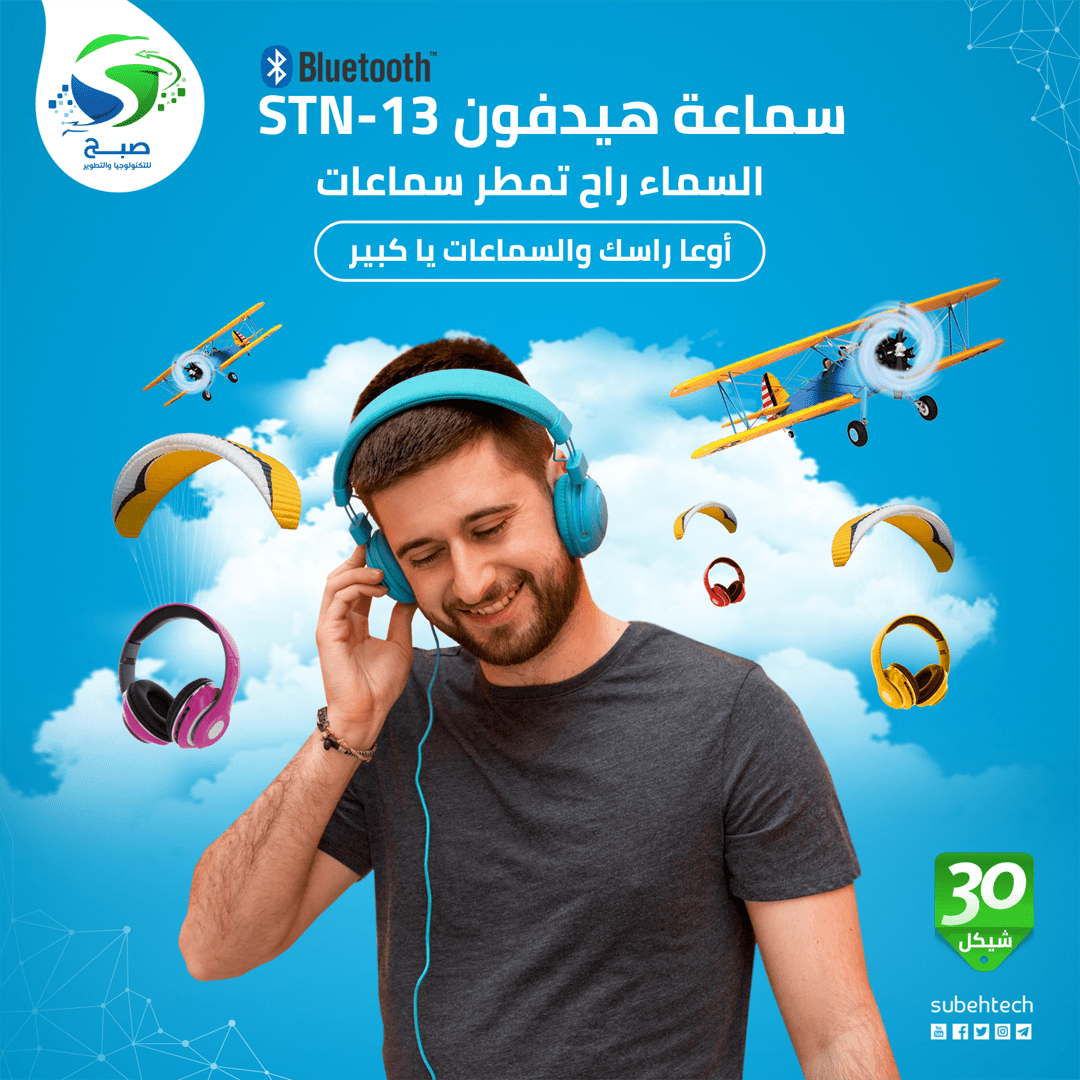 صبح
للتكنولوجيا والتطوير
Bluetooth™
سماعة هيدفون STN-13
السماء راح تمطر سماعات
أوعا راسك والسماعات يا كبير
30
شيكل
subehtech